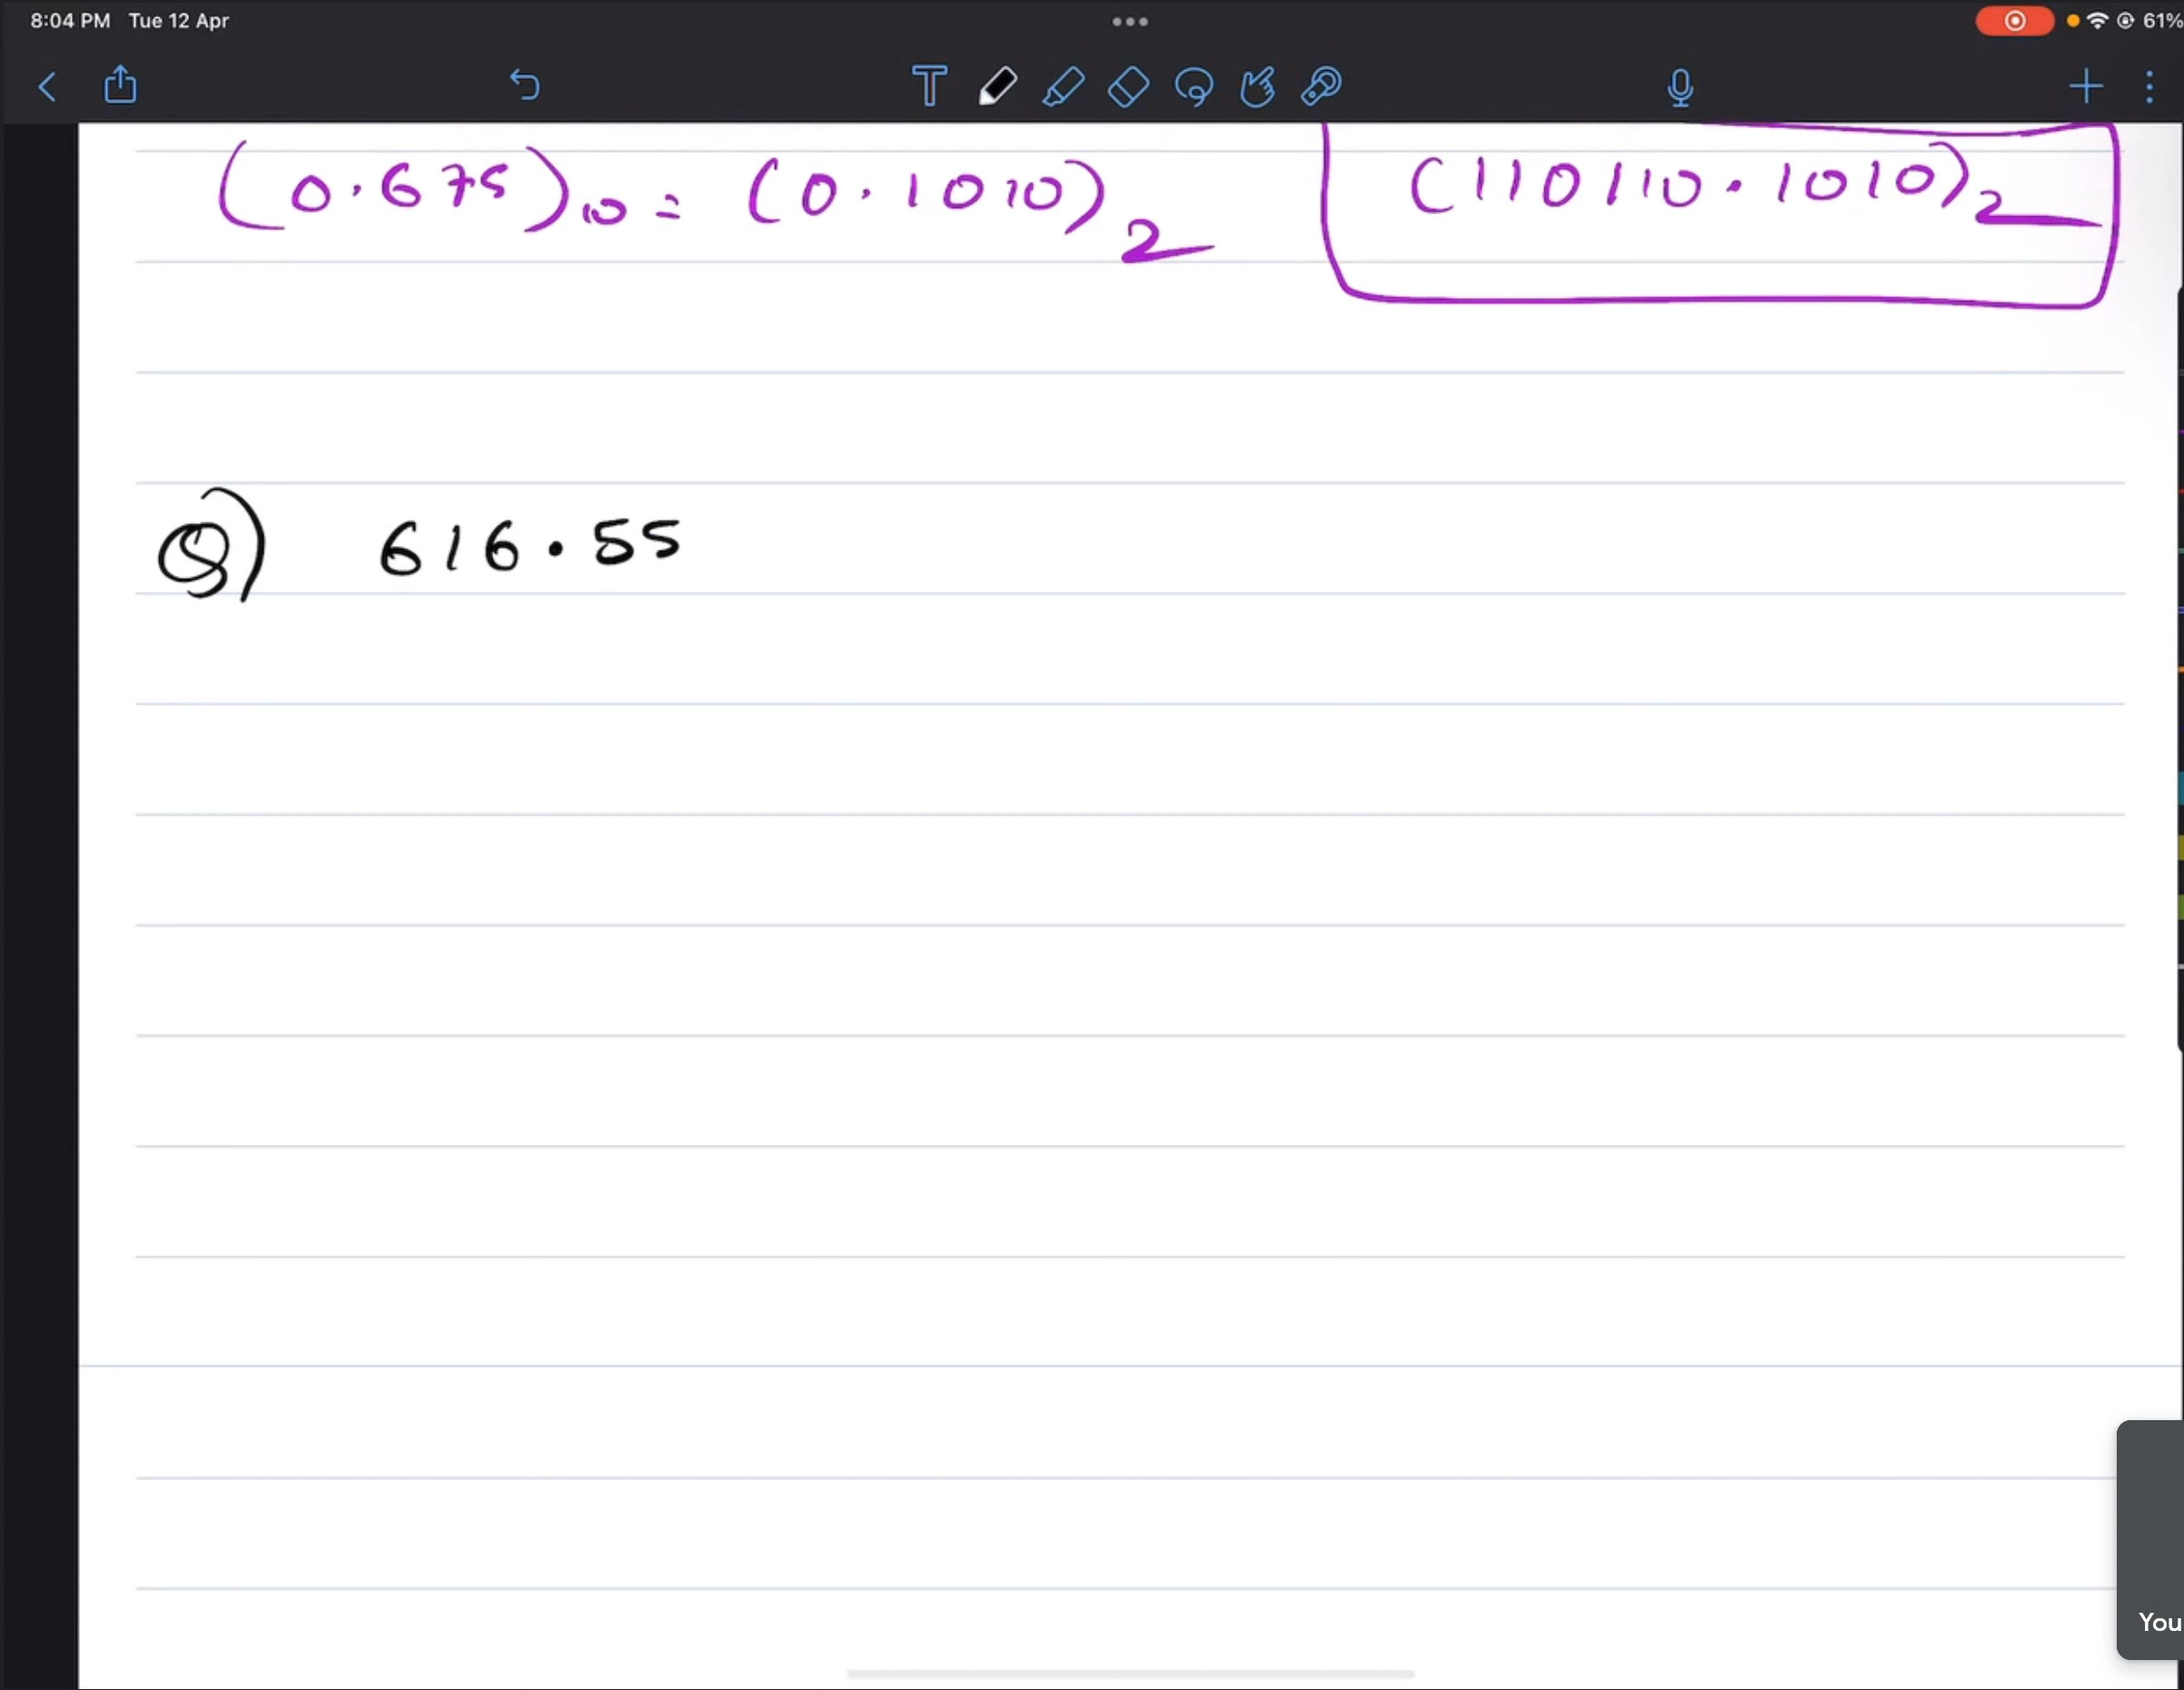 8:04 PM Tue 12 Apr
61%
(0.675)10 = (0.1010)2
(110110.1010)2
Q) 616.55
You